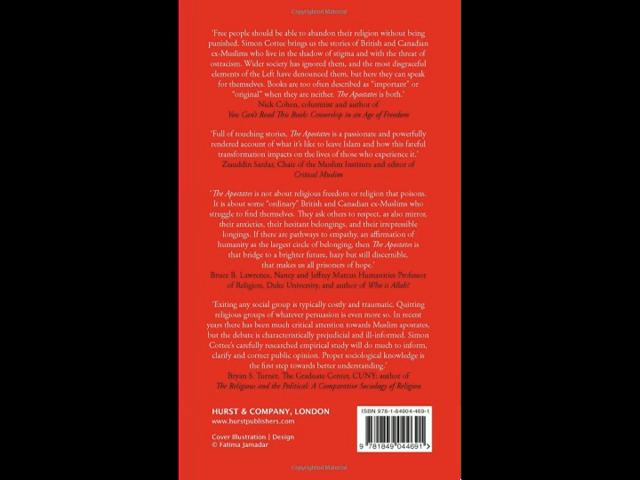 Copyrighted Material
'Free people should be able to abandon their religion without being
punished. Simon Cottee brings us the stories of British and Canadian
ex-Muslims who live in the shadow of stigma and with the threat of
ostracism. Wider society has ignored them, and the most disgraceful
elements of the Left have denounced them, but here they can speak
for themselves. Books are too often described as "important" or
"original" when they are neither. The Apostates is both.'
Nick Cohen, columnist and author of
You Can't Read This Book: Censorship in an Age of Freedom
'Full of touching stories, The Apostates is a passionate and powerfully
rendered account of what it's like to leave Islam and how this fateful
transformation impacts on the lives of those who experience it.'
Ziauddin Sardar, Chair of the Muslim Institute and editor of
Critical Muslim
'The Apostates is not about religious freedom or religion that poisons.
It is about some "ordinary" British and Canadian ex-Muslims who
struggle to find themselves. They ask others to respect, as also mirror,
their anxieties, their hesitant belongings, and their irrepressible
longings. If there are pathways to empathy, an affirmation of
humanity as the largest circle of belonging, then The Apostates is
that bridge to a brighter future, hazy but still discernible,
that makes us all prisoners of hope.'
Bruce B. Lawrence, Nancy and Jeffrey Marcus Humanities Professor
of Religion, Duke University, and author of Who is Allah?
'Exiting any social group is typically costly and traumatic. Quitting
religious groups of whatever persuasion is even more so. In recent
years there has been much critical attention towards Muslim apostates,
but the debate is characteristically prejudicial and ill-informed. Simon
Cottee's carefully researched empirical study will do much to inform,
clarify and correct public opinion. Proper sociological knowledge is
the first step towards better understanding.'
Bryan S. Turner, The Graduate Center, CUNY; author of
The Religious and the Political: A Comparative Sociology of Religion
HURST & COMPANY, LONDON
www.hurstpublishers.com
Cover Illustration | Design
© Fatima Jamadar
ISBN 978-1-84904-469-1
9 781849 044691 >
Copyrighted Material